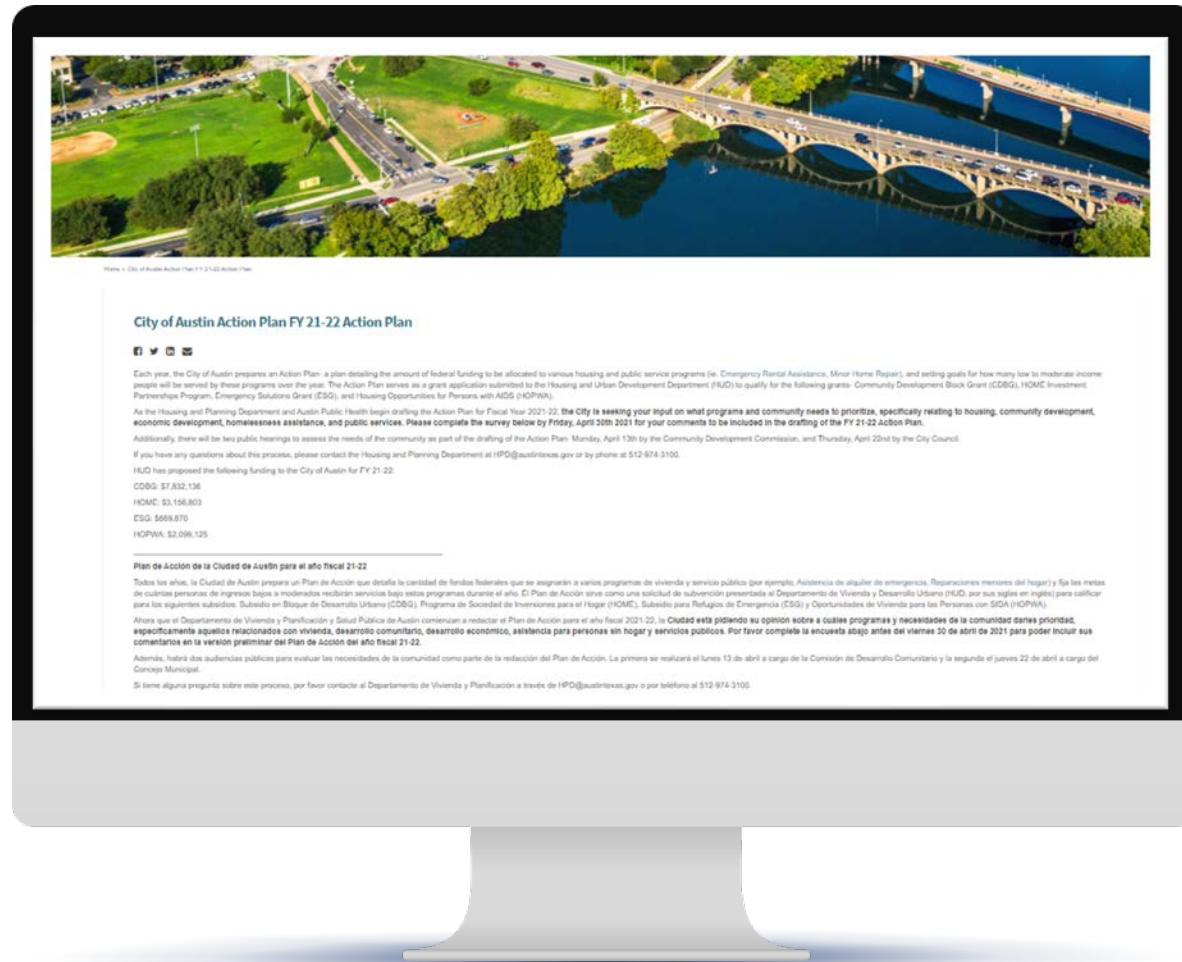 Home » City of Austin Action Plan FY 21-22 Action Plan
City of Austin Action Plan FY 21-22 Action Plan
Each year, the City of Austin prepares an Action Plan- a plan detailing the amount of federal funding to be allocated to various housing and public service programs (ie. Emergency Rental Assistance, Minor Home Repair), and setting goals for how many low to moderate income
people will be served by these programs over the year. The Action Plan serves as a grant application submitted to the Housing and Urban Development Department (HUD) to qualify for the following grants- Community Development Block Grant (CDBG), HOME Investment
Partnerships Program, Emergency Solutions Grant (ESG), and Housing Opportunities for Persons with AIDS (HOPWA).
As the Housing and Planning Department and Austin Public Health begin drafting the Action Plan for Fiscal Year 2021-22, the City is seeking your input on what programs and community needs to prioritize, specifically relating to housing, community development,
economic development, homelessness assistance, and public services. Please complete the survey below by Friday, April 30th 2021 for your comments to be included in the drafting of the FY 21-22 Action Plan.
Additionally, there will be two public hearings to assess the needs of the community as part of the drafting of the Action Plan- Monday, April 13th by the Community Development Commission, and Thursday, April 22nd by the City Council.
If you have any questions about this process, please contact the Housing and Planning Department at HPD@austintexas.gov or by phone at 512-974-3100.
HUD has proposed the following funding to the City of Austin for FY 21-22:
CDBG: $7,832,136
HOME: $3,156,803
ESG: $669,870
HOPWA: $2,099,125
Plan de Acción de la Ciudad de Austin para el año fiscal 21-22
Todos los años, la Ciudad de Austin prepara un Plan de Acción que detalla la cantidad de fondos federales que se asignarán a varios programas de vivienda y servicio público (por ejemplo, Asistencia de alquiler de emergencia, Reparaciones menores del hogar) y fija las metas
de cuántas personas de ingresos bajos a moderados recibirán servicios bajo estos programas durante el año. El Plan de Acción sirve como una solicitud de subvención presentada al Departamento de Vivienda y Desarrollo Urbano (HUD, por sus siglas en inglés) para calificar
para los siguientes subsidios: Subsidio en Bloque de Desarrollo Urbano (CDBG), Programa de Sociedad de Inversiones para el Hogar (HOME), Subsidio para Refugios de Emergencia (ESG) y Oportunidades de Vivienda para las Personas con SIDA (HOPWA).
Ahora que el Departamento de Vivienda y Planificación y Salud Pública de Austin comienzan a redactar el Plan de Acción para el año fiscal 2021-22, la Ciudad está pidiendo su opinión sobre a cuáles programas y necesidades de la comunidad darles prioridad,
específicamente aquellos relacionados con vivienda, desarrollo comunitario, desarrollo económico, asistencia para personas sin hogar y servicios públicos. Por favor complete la encuesta abajo antes del viernes 30 de abril de 2021 para poder incluir sus
comentarios en la versión preliminar del Plan de Acción del año fiscal 21-22.
Además, habrá dos audiencias públicas para evaluar las necesidades de la comunidad como parte de la redacción del Plan de Acción. La primera se realizará el lunes 13 de abril a cargo de la Comisión de Desarrollo Comunitario y la segunda el jueves 22 de abril a cargo del
Concejo Municipal.
Si tiene alguna pregunta sobre este proceso, por favor contacte al Departamento de Vivienda y Planificación a través de HPD@austintexas.gov o por teléfono al 512-974-3100.